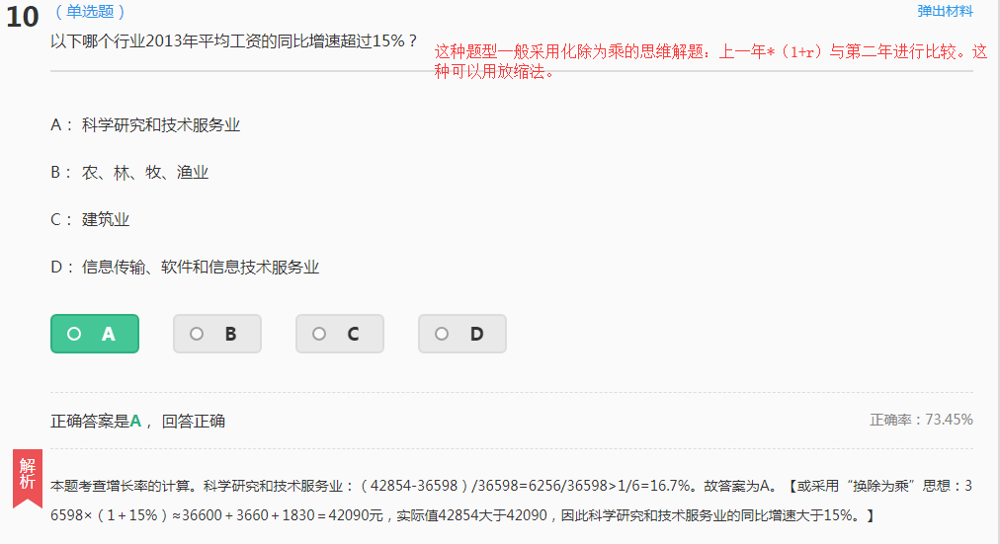 10
（单选题）
弹出材料
以下哪个行业2013年平均工资的同比增速超过15%？
这种题型一般采用化除为乘的思维解题：上一年*（1+r）与第二年进行比较。这
种可以用放缩法。
A： 科学研究和技术服务业
B： 农、林、牧、渔业
C： 建筑业
D： 信息传输、软件和信息技术服务业
A
B
C
D
正确答案是A， 回答正确
正确率：73.45%
解
析
本题考查增长率的计算。科学研究和技术服务业：（42854-36598）/36598=6256/36598>1/6=16.7%。故答案为A。【或采用“换除为乘”思想：3
6598×（1＋15%）≈36600＋3660＋1830＝42090元，实际值42854大于42090，因此科学研究和技术服务业的同比增速大于15%。】